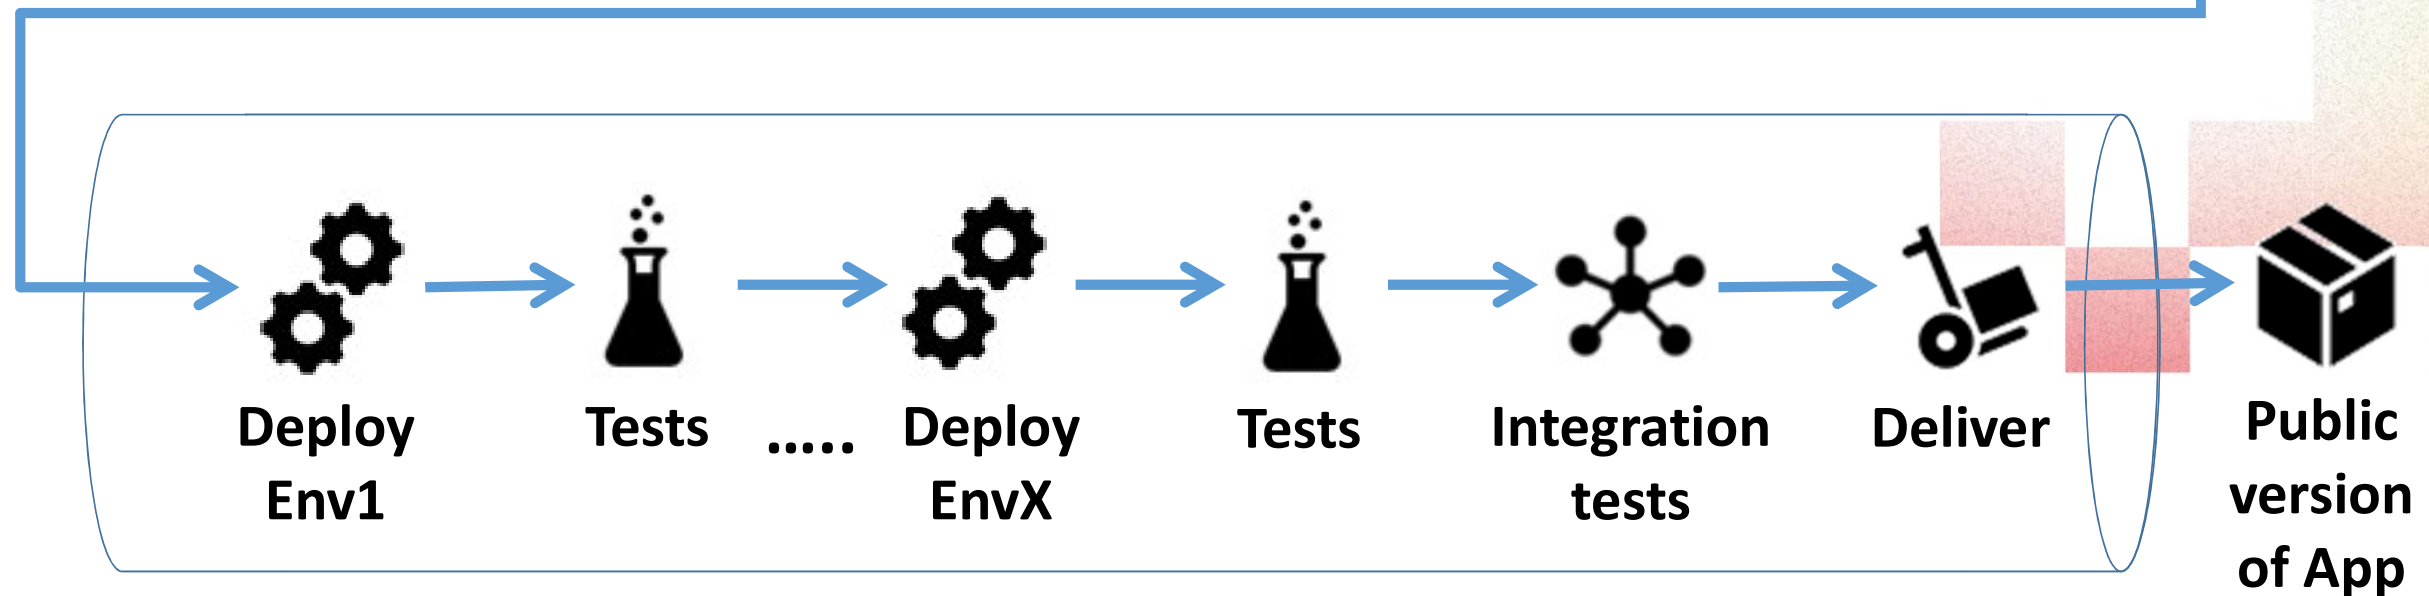 Deploy
Env1
Tests
.....
Deploy
EnvX
Tests
Integration
tests
Deliver
Public
version
of App